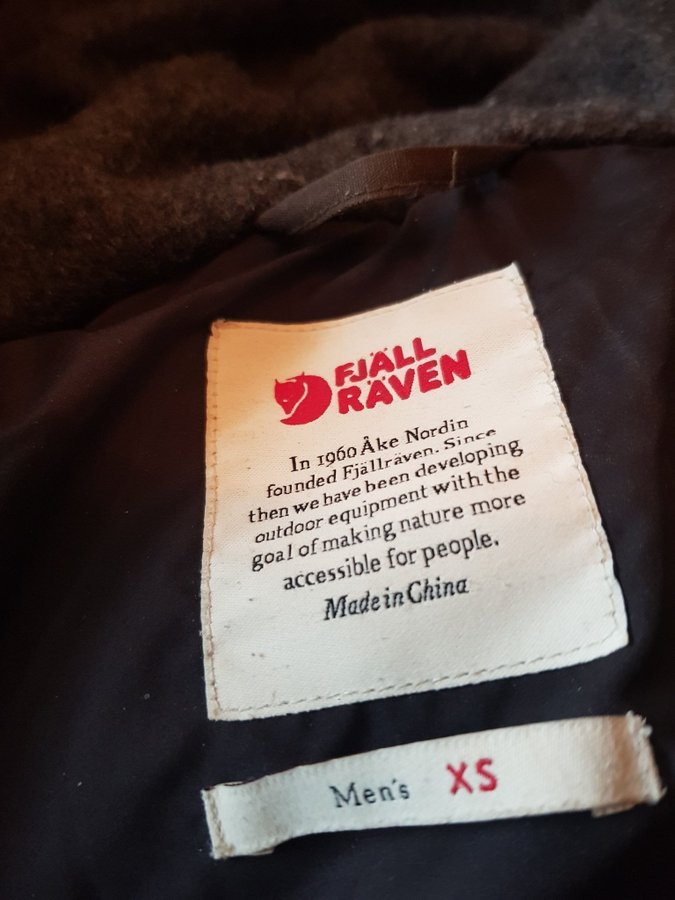 FJÄLL
RÄVEN
In 1960 Åke Nordin
founded Fjällräven. Since
then we have been developing
outdoor equipment with the
goal of making nature more
accessible for people.
Made in China
Men's XS